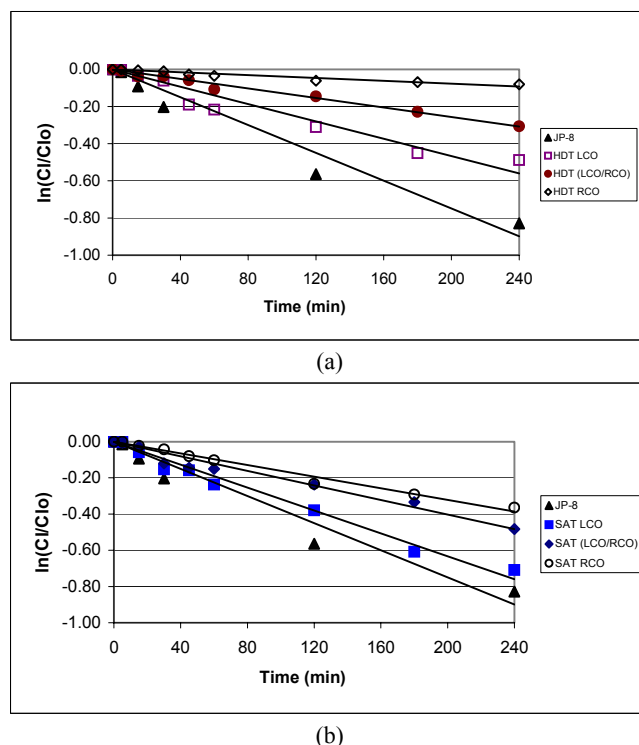 0.00
-0.20
-0.40
-0.60
-0.80
-1.00
ln(Cl/Clo)
0 40 80 120 160 200 240
Time (min)
JP-8
HDT LCO
HDT (LCO/RCO)
HDT RCO
(a)
0.00
-0.20
-0.40
-0.60
-0.80
-1.00
ln(Cl/Clo)
0 40 80 120 160 200 240
Time (min)
JP-8
SAT LCO
SAT (LCO/RCO)
SAT RCO
(b)